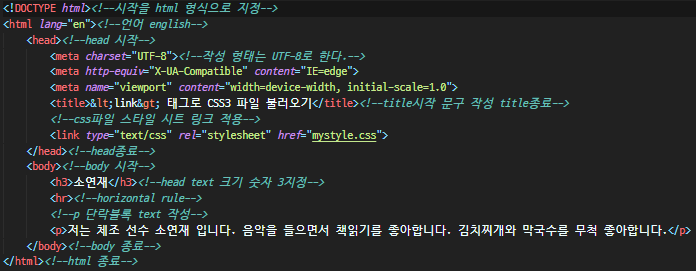 <!DOCTYPE html><!--시작을 html 형식으로 지정-->
<html lang="en"><!--언어 english-->
<head><!--head 시작-->
<meta charset="UTF-8"><!--작성 형태는 UTF-8로 한다.-->
<meta http-equiv="X-UA-Compatible" content="IE=edge">
<meta name="viewport" content="width=device-width, initial-scale=1.0">
<title>&lt;link&gt; 태그로 CSS3 파일 불러오기</title><!--title시작 문구 작성 title종료-->
<!--css파일 스타일 시트 링크 적용-->
<link type="text/css" rel="stylesheet" href="mystyle.css">
</head><!--head종료-->
<body><!--body 시작-->
<h3>소연재</h3><!--head text 크기 숫자 3지정-->
<hr><!--horizontal rule-->
<!--p 단락블록 text 작성-->
<p>저는 체조 선수 소연재 입니다. 음악을 들으면서 책읽기를 좋아합니다. 김치찌개와 막국수를 무척 좋아합니다.</p>
</body><!--body 종료-->
</html><!--html 종료-->